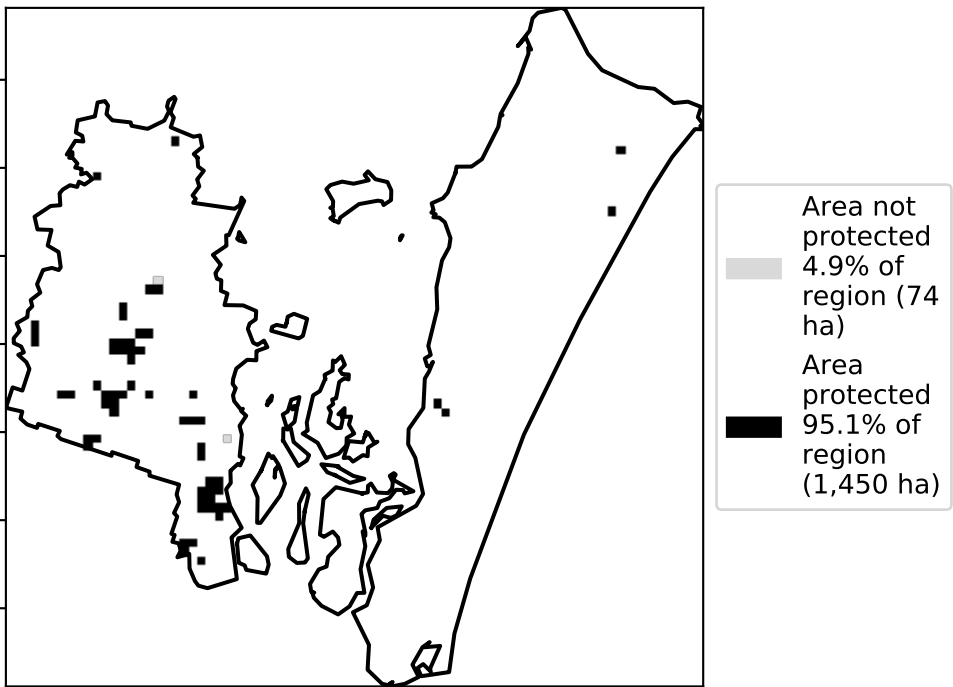 Area not
protected
4.9% of
region (74
ha)
Area
protected
95.1% of
region
(1,450 ha)